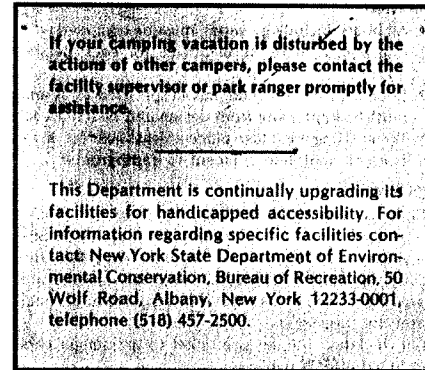 If your camping vacation is disturbed by the
actions of other campers, please contact the
facility supervisor or park ranger promptly for
assistance.
This Department is continually upgrading its
facilities for handicapped accessibility. For
information regarding specific facilities con-
tact: New York State Department of Environ-
mental Conservation, Bureau of Recreation, 50
Wolf Road, Albany, New York 12233-0001,
telephone (518) 457-2500.